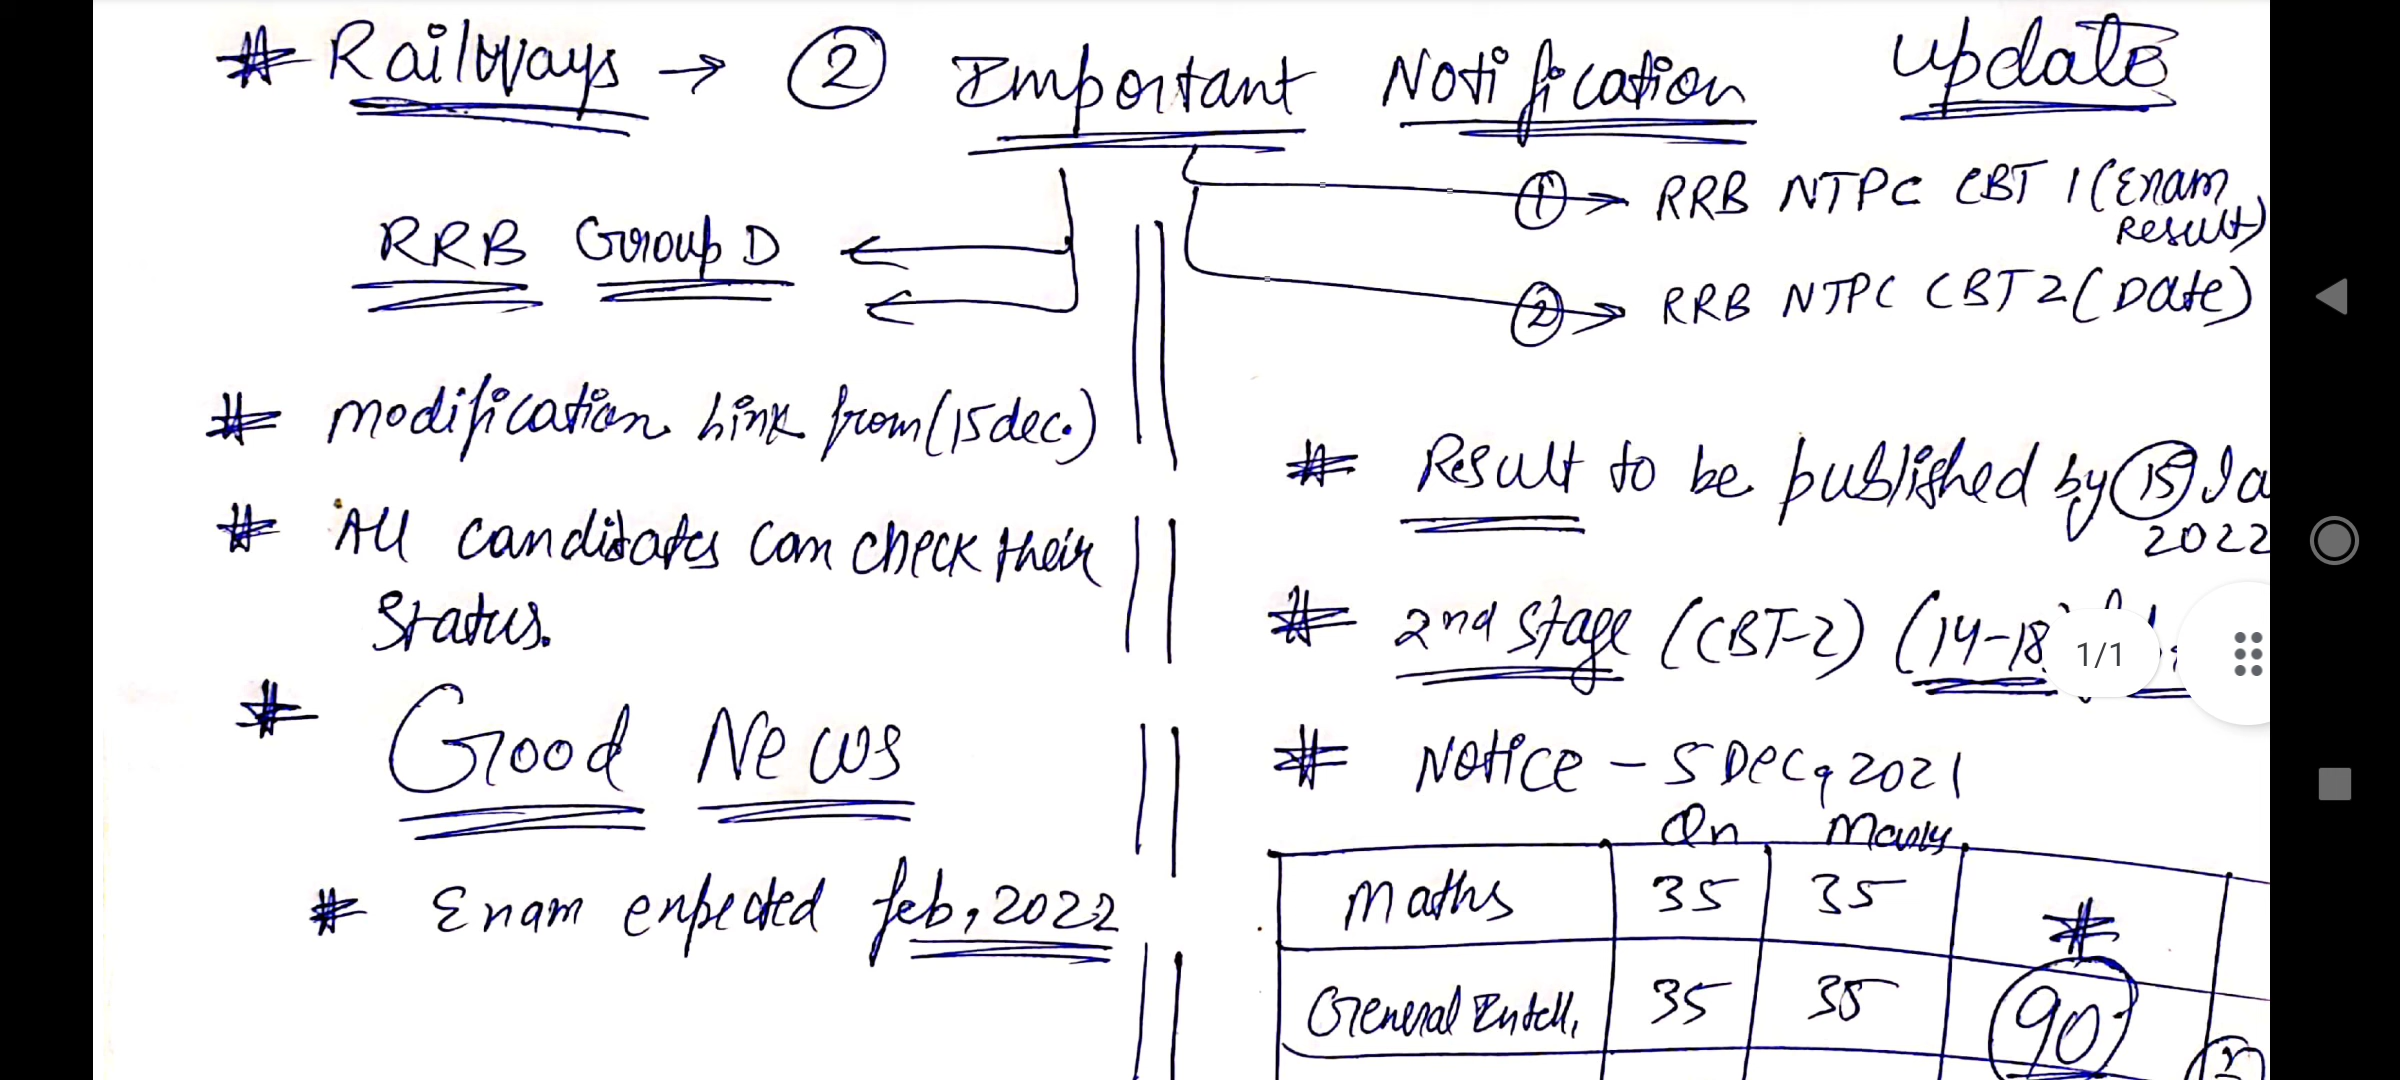 # Railways → ② Important Notification Update
RRB Group D
① → RRB NTPC CBT 1 (Exam Result)
② → RRB NTPC CBT 2 (Date)
# Modification Link from (15 dec.)
# All candidates can check their
Status.
# Good News
# Exam expected feb, 2022
# Result to be published by 15 Ja
2022
# 2nd Stage (CBT-2) (14-18
1/1
# Notice - 5 Dec, 2021
Qn Marks
Maths 35 35 #
General Intell. 35 35 90